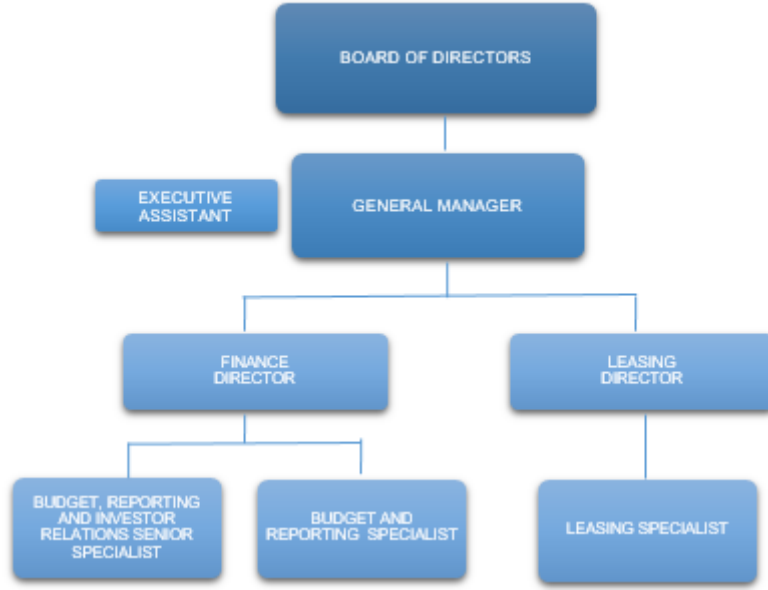 BOARD OF DIRECTORS
EXECUTIVE
ASSISTANT
GENERAL MANAGER
FINANCE
DIRECTOR
LEASING
DIRECTOR
BUDGET, REPORTING
AND INVESTOR
RELATIONS SENIOR
SPECIALIST
BUDGET AND
REPORTING SPECIALIST
LEASING SPECIALIST